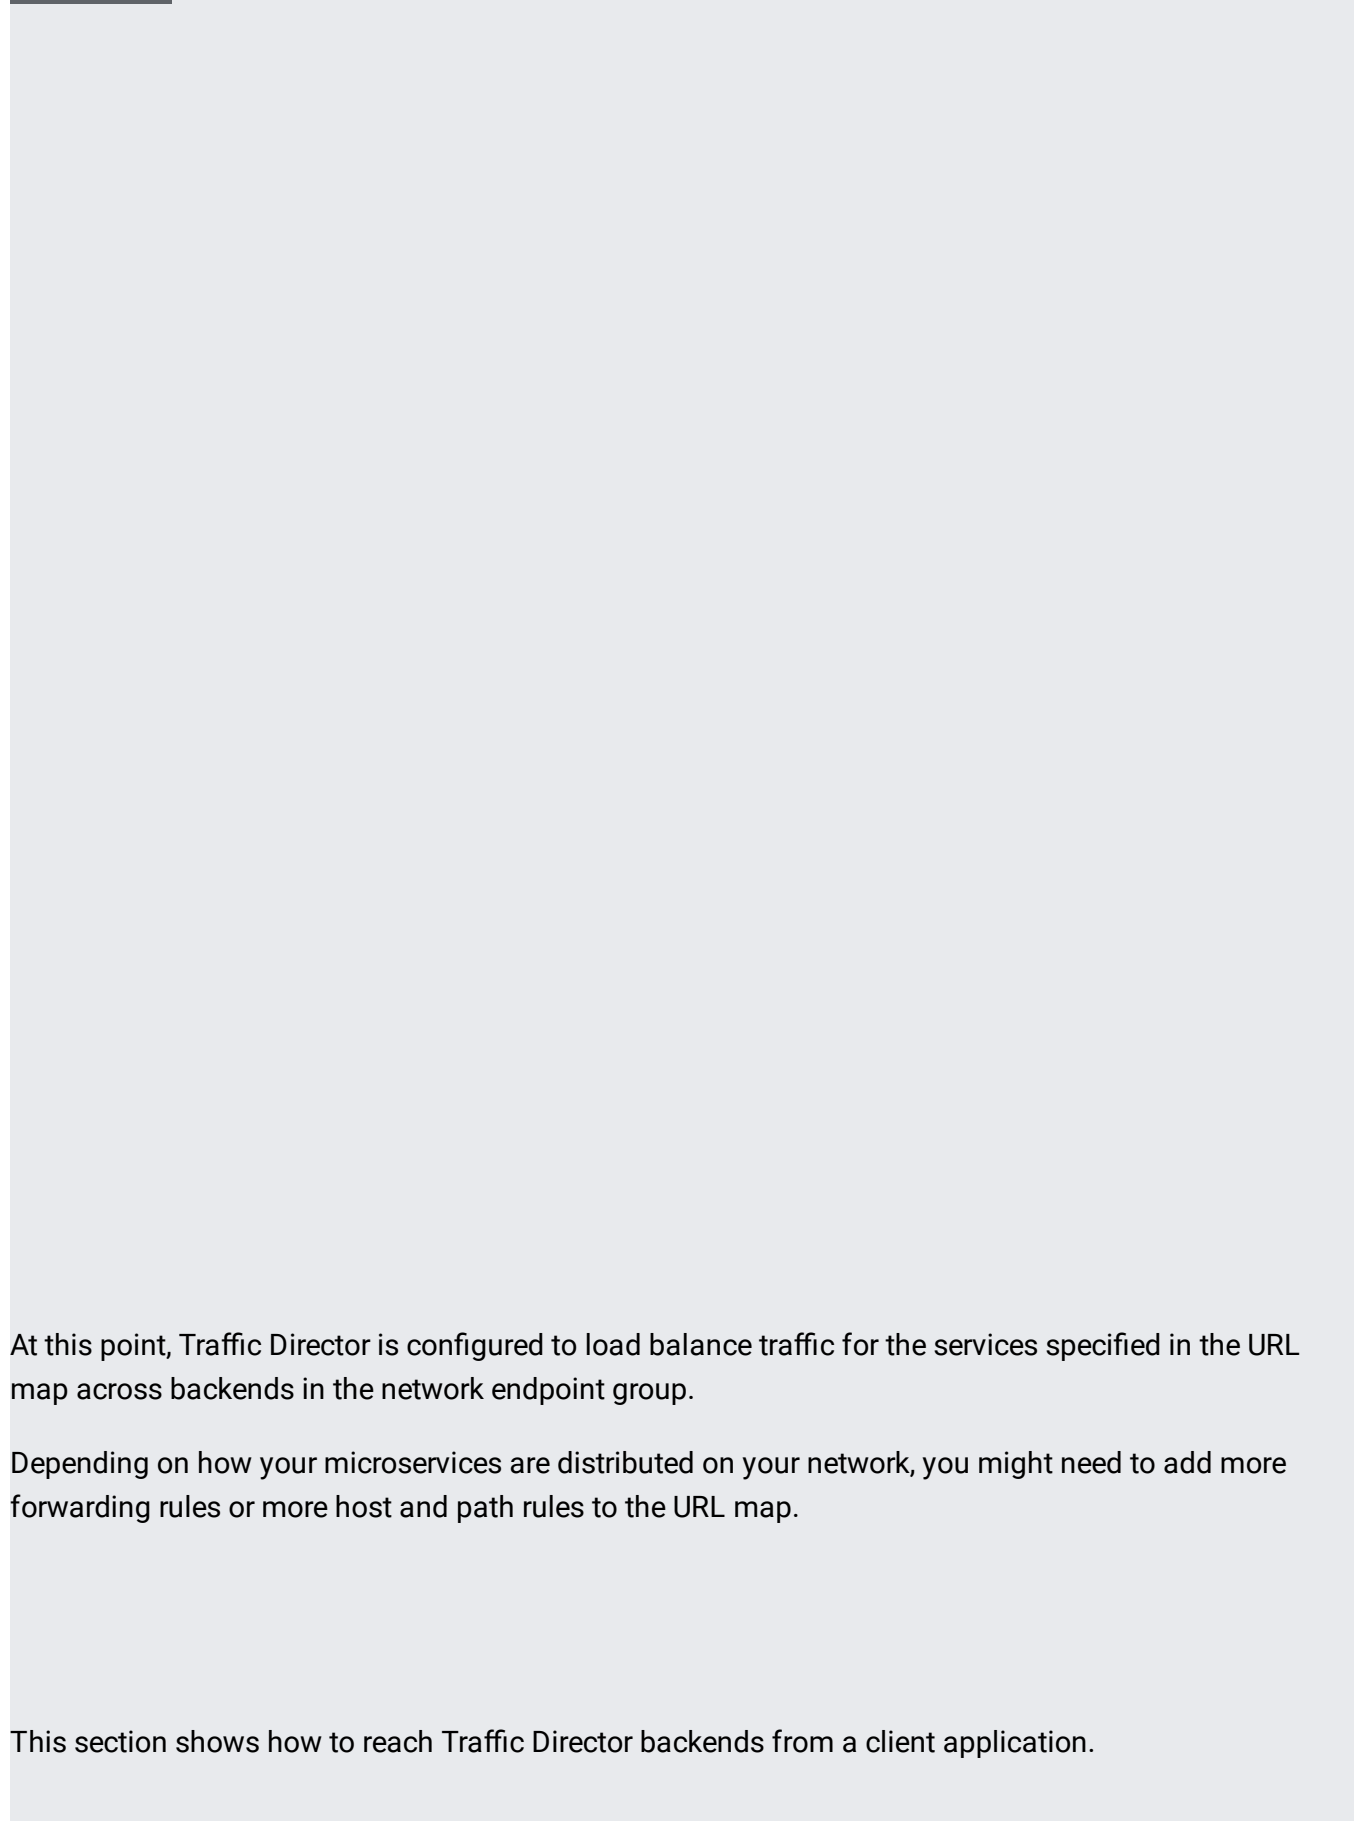 At this point, Traffic Director is configured to load balance traffic for the services specified in the URL
map across backends in the network endpoint group.
Depending on how your microservices are distributed on your network, you might need to add more
forwarding rules or more host and path rules to the URL map.
This section shows how to reach Traffic Director backends from a client application.